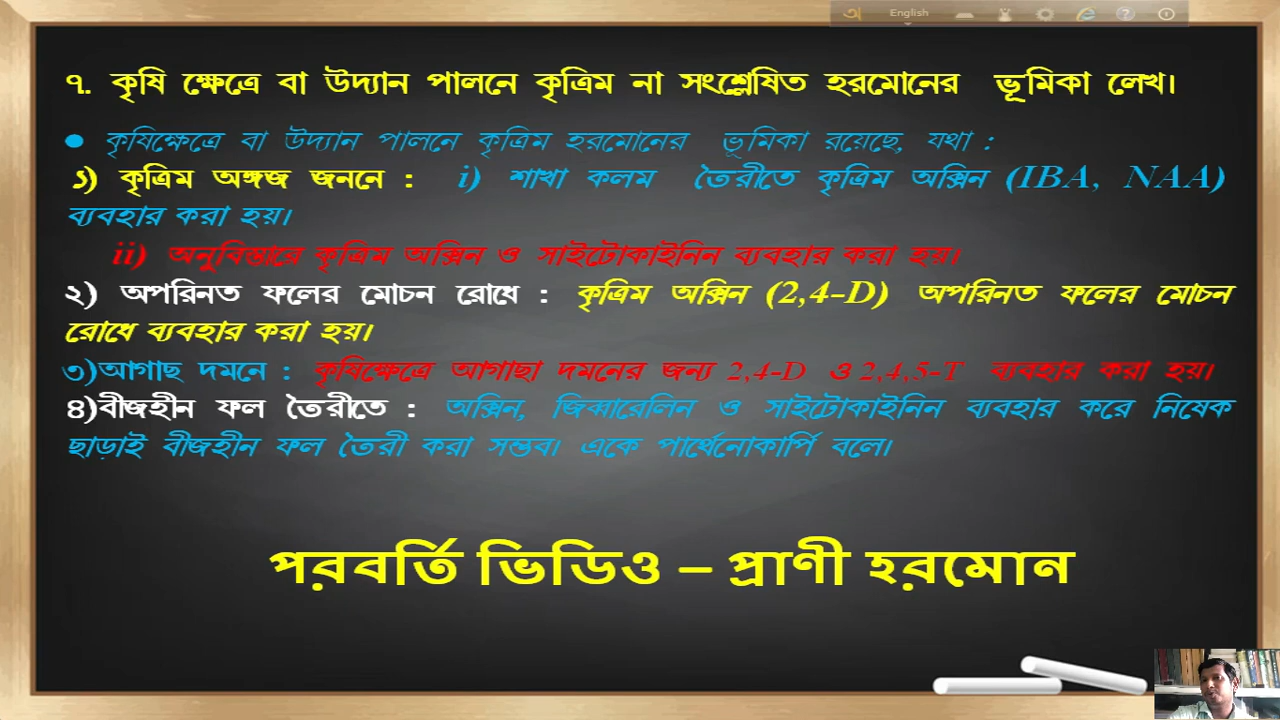 English
৭. কৃষি ক্ষেত্রে বা উদ্যান পালনে কৃত্রিম না সংশ্লেষিত হরমোনের ভূমিকা লেখ।
● কৃষিক্ষেত্রে বা উদ্যান পালনে কৃত্রিম হরমোনের ভূমিকা রয়েছে, যথা :
১) কৃত্রিম অঙ্গজ জননে : i) শাখা কলম তৈরীতে কৃত্রিম অক্সিন (IBA, NAA)
ব্যবহার করা হয়।
ii) অনুবিস্তারে কৃত্রিম অক্সিন ও সাইটোকাইনিন ব্যবহার করা হয়।
২) অপরিনত ফলের মোচন রোধে : কৃত্রিম অক্সিন (2,4-D) অপরিনত ফলের মোচন
রোধে ব্যবহার করা হয়।
৩)আগাছ দমনে : কৃষিক্ষেত্রে আগাছা দমনের জন্য 2,4-D ও 2,4,5-T ব্যবহার করা হয়।
৪)বীজহীন ফল তৈরীতে : অক্সিন, জিব্বারেলিন ও সাইটোকাইনিন ব্যবহার করে নিষেক
ছাড়াই বীজহীন ফল তৈরী করা সম্ভব। একে পার্থেনোকার্পি বলে।
পরবর্তি ভিডিও – প্রাণী হরমোন